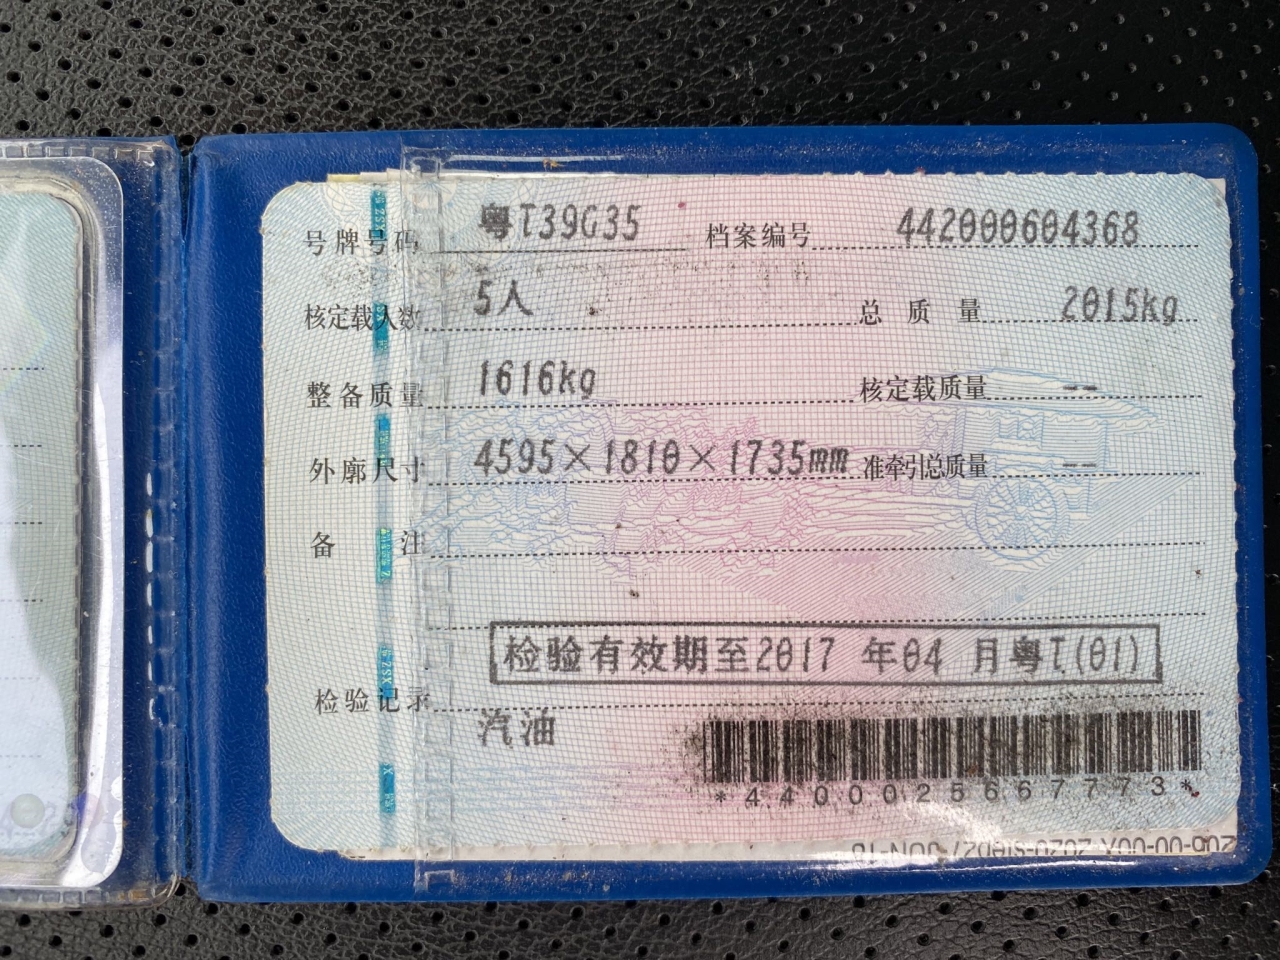 号牌号码 粤T39G35 档案编号 442000604368
核定载人数 5人 总质量 2015kg
整备质量 1616kg 核定载质量 --
外廓尺寸 4595×1810×1735mm 准牵引总质量 --
备注
检验有效期至2017 年04 月粤T(01)
检验记录
汽油
*4400025667773*